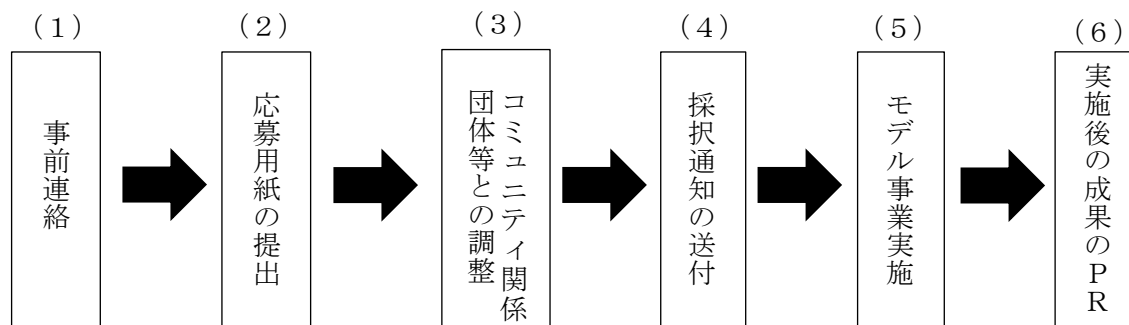 （１）
事前連絡
（２）
応募用紙の提出
（３）
コミュニティ関係
団体等との調整
（４）
採択通知の送付
（５）
モデル事業実施
（６）
実施後の成果のＰＲ